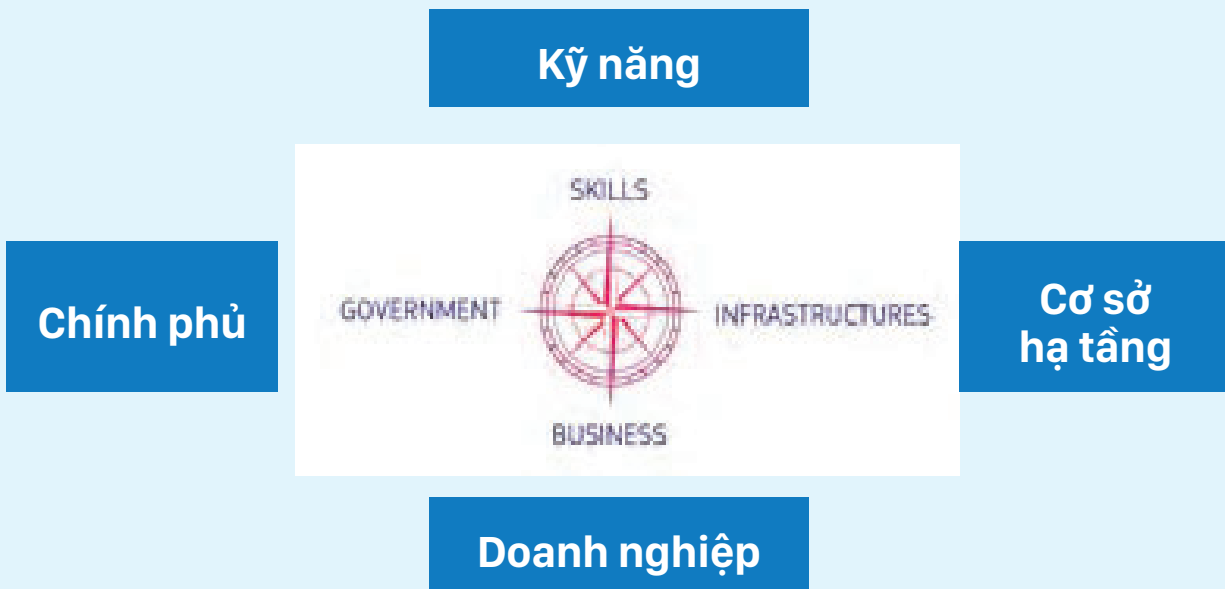 Kỹ năng
SKILLS
Chính phủ
GOVERNMENT
INFRASTRUCTURES
Cơ sở
hạ tầng
BUSINESS
Doanh nghiệp